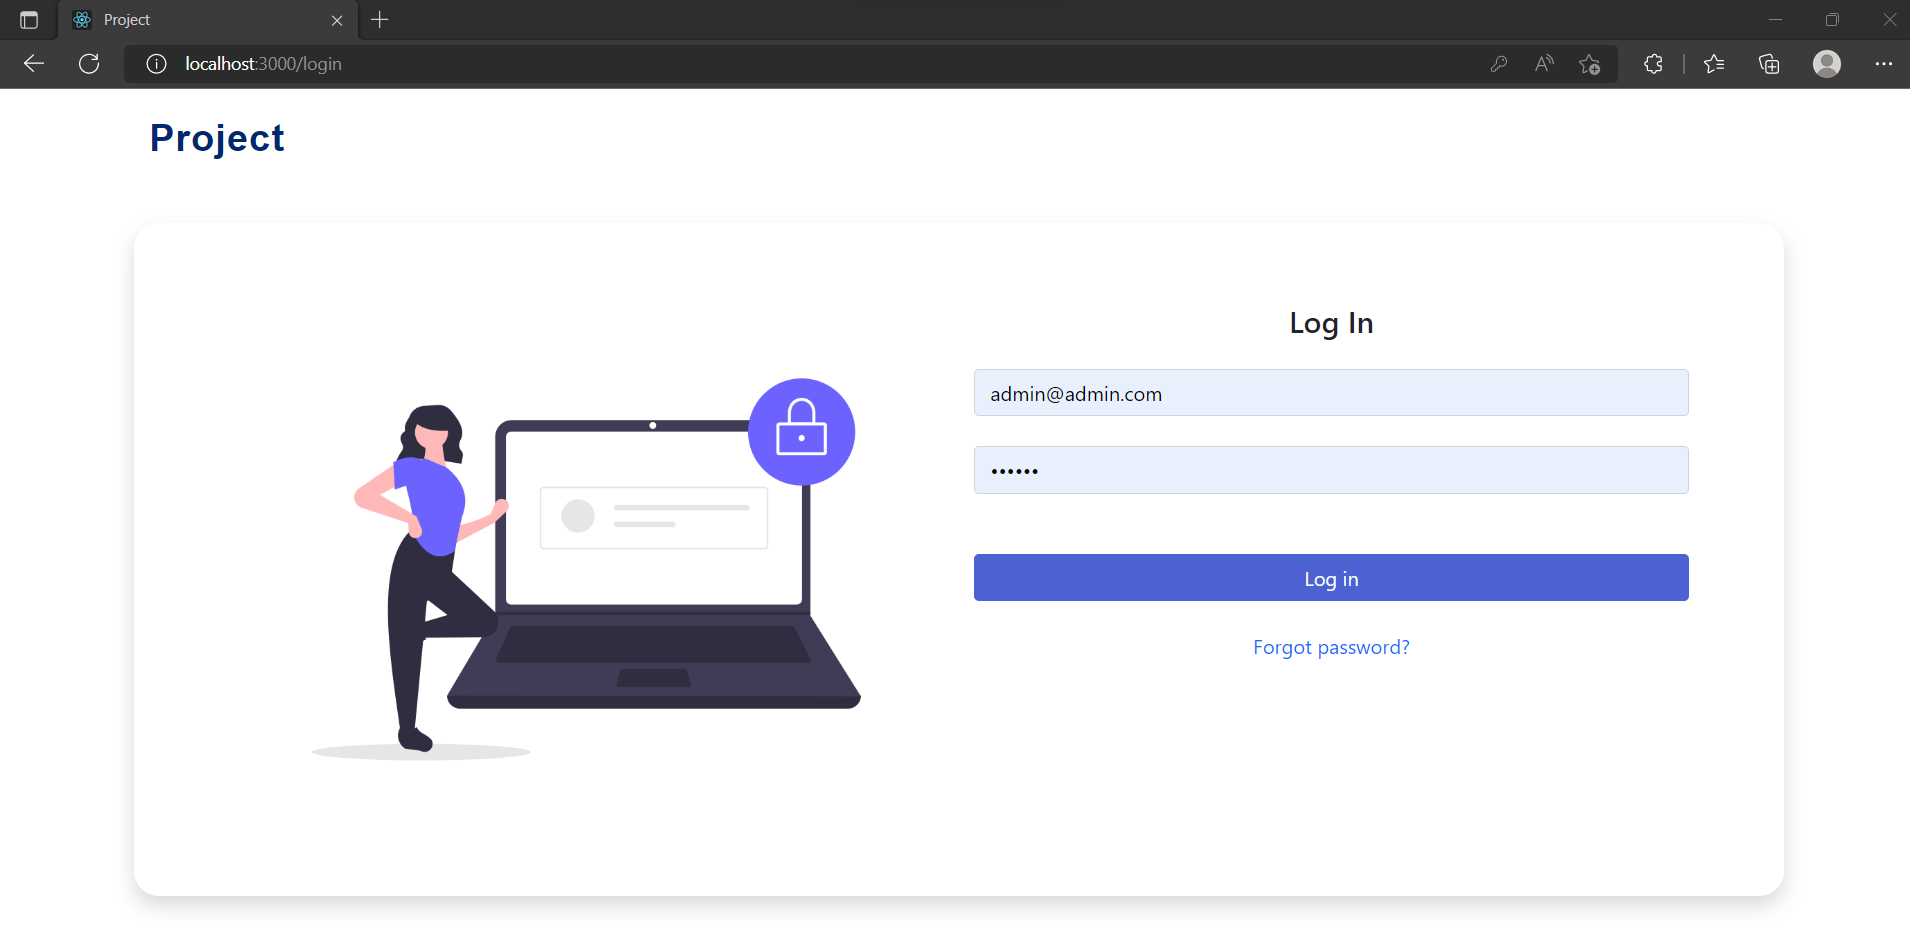 Project
localhost:3000/login
Project
Log In
admin@admin.com
••••••
Log in
Forgot password?